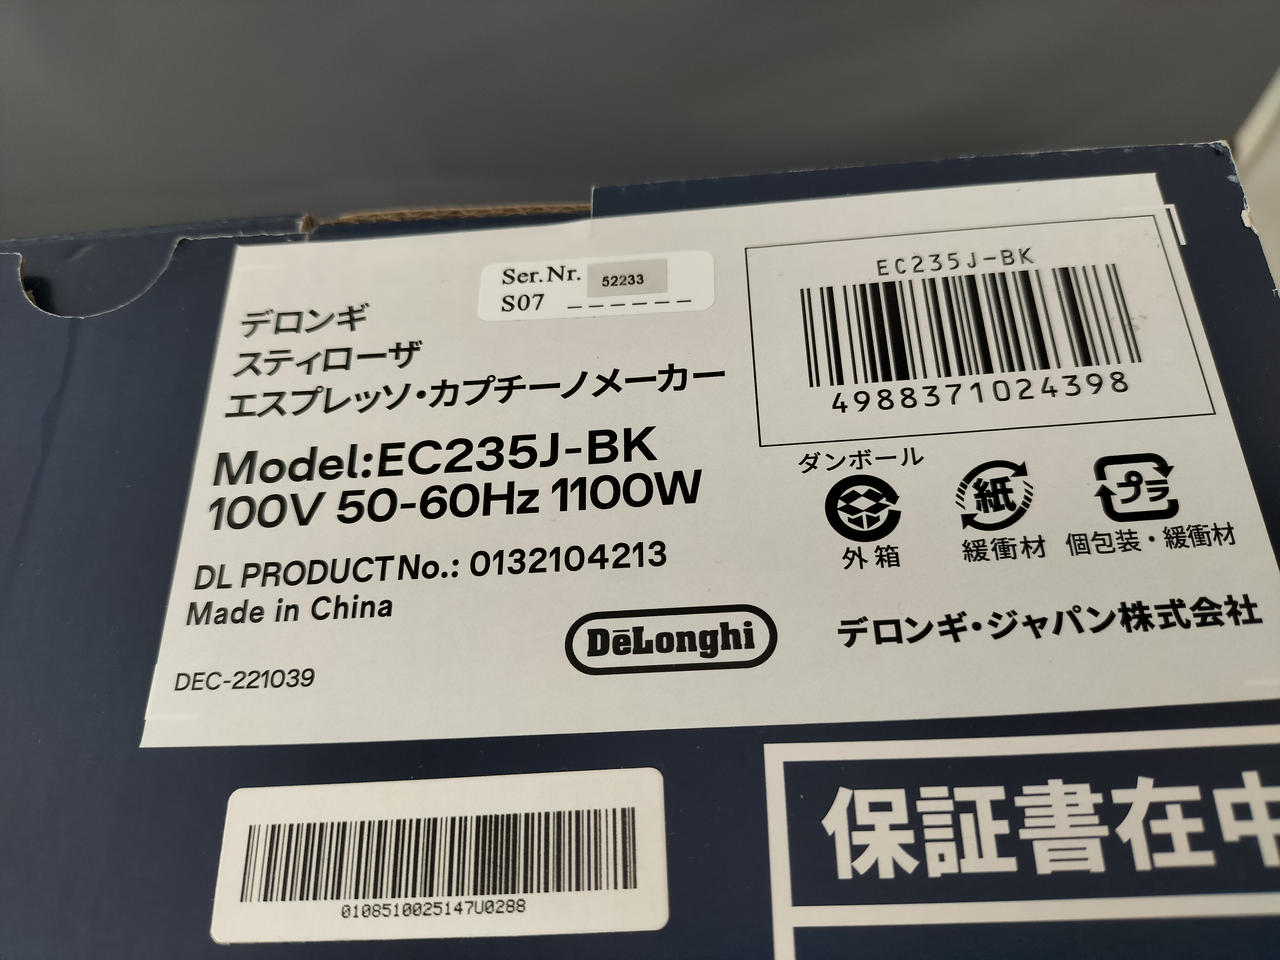 Ser.Nr. 52233
S07 ------
デロンギ
スティローザ
エスプレッソ・カプチーノメーカー
Model:EC235J-BK
100V 50-60Hz 1100W
DL PRODUCT No.: 0132104213
Made in China
DEC-221039
DēLonghi
EC235J-BK
4988371024398
ダンボール
外箱
紙
緩衝材
プラ
個包装・緩衝材
デロンギ・ジャパン株式会社
0108510025147U0288
保証書在中